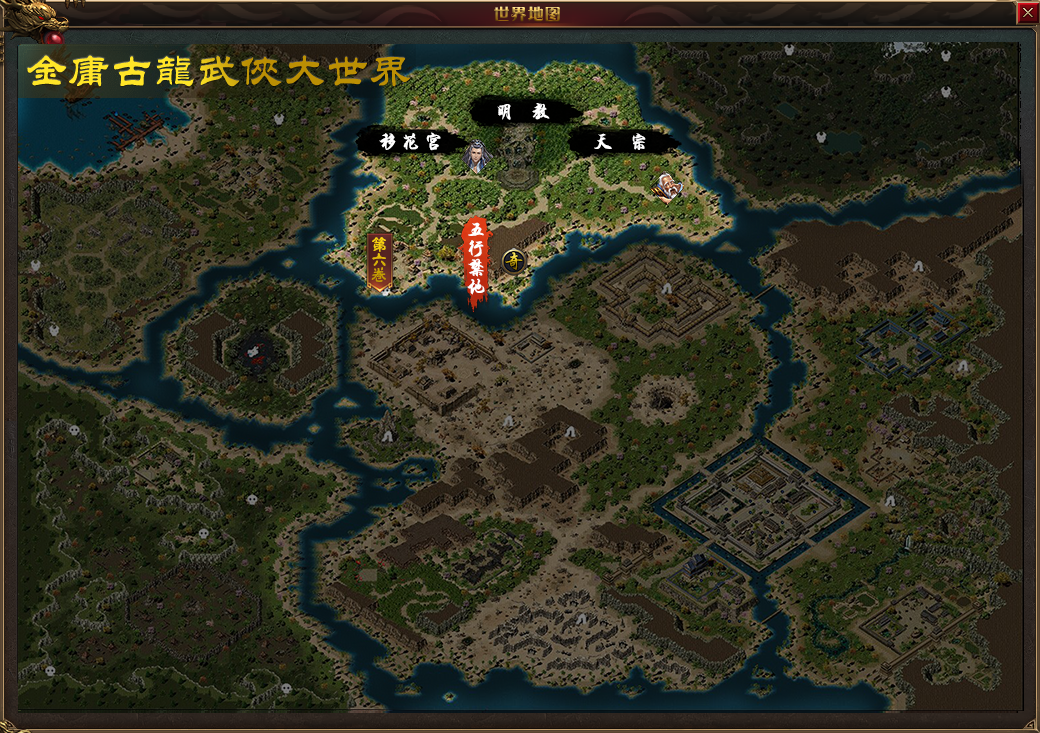 世界地图
金庸古龍武俠大世界
明教
移花宫
天宗
第六卷
五行禁地
奇